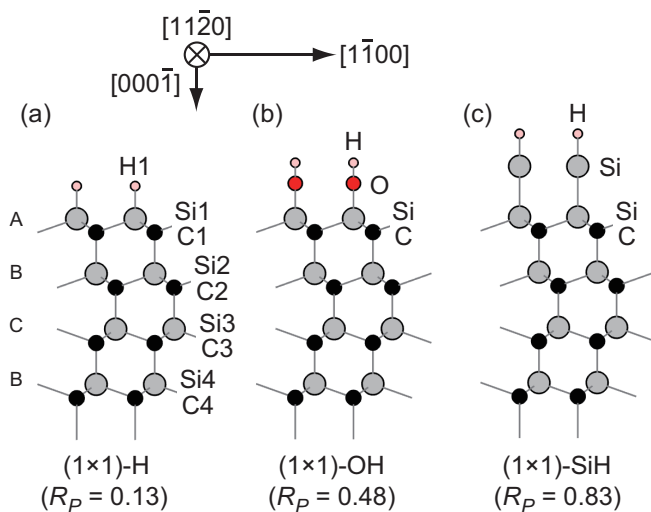 [112̄0]
[11̄00]
[0001̄]
(a)
(b)
(c)
H1
H
O
H
Si
A
Si1
C1
Si
C
Si
C
B
Si2
C2
C
Si3
C3
B
Si4
C4
(1×1)-H
(R_P = 0.13)
(1×1)-OH
(R_P = 0.48)
(1×1)-SiH
(R_P = 0.83)